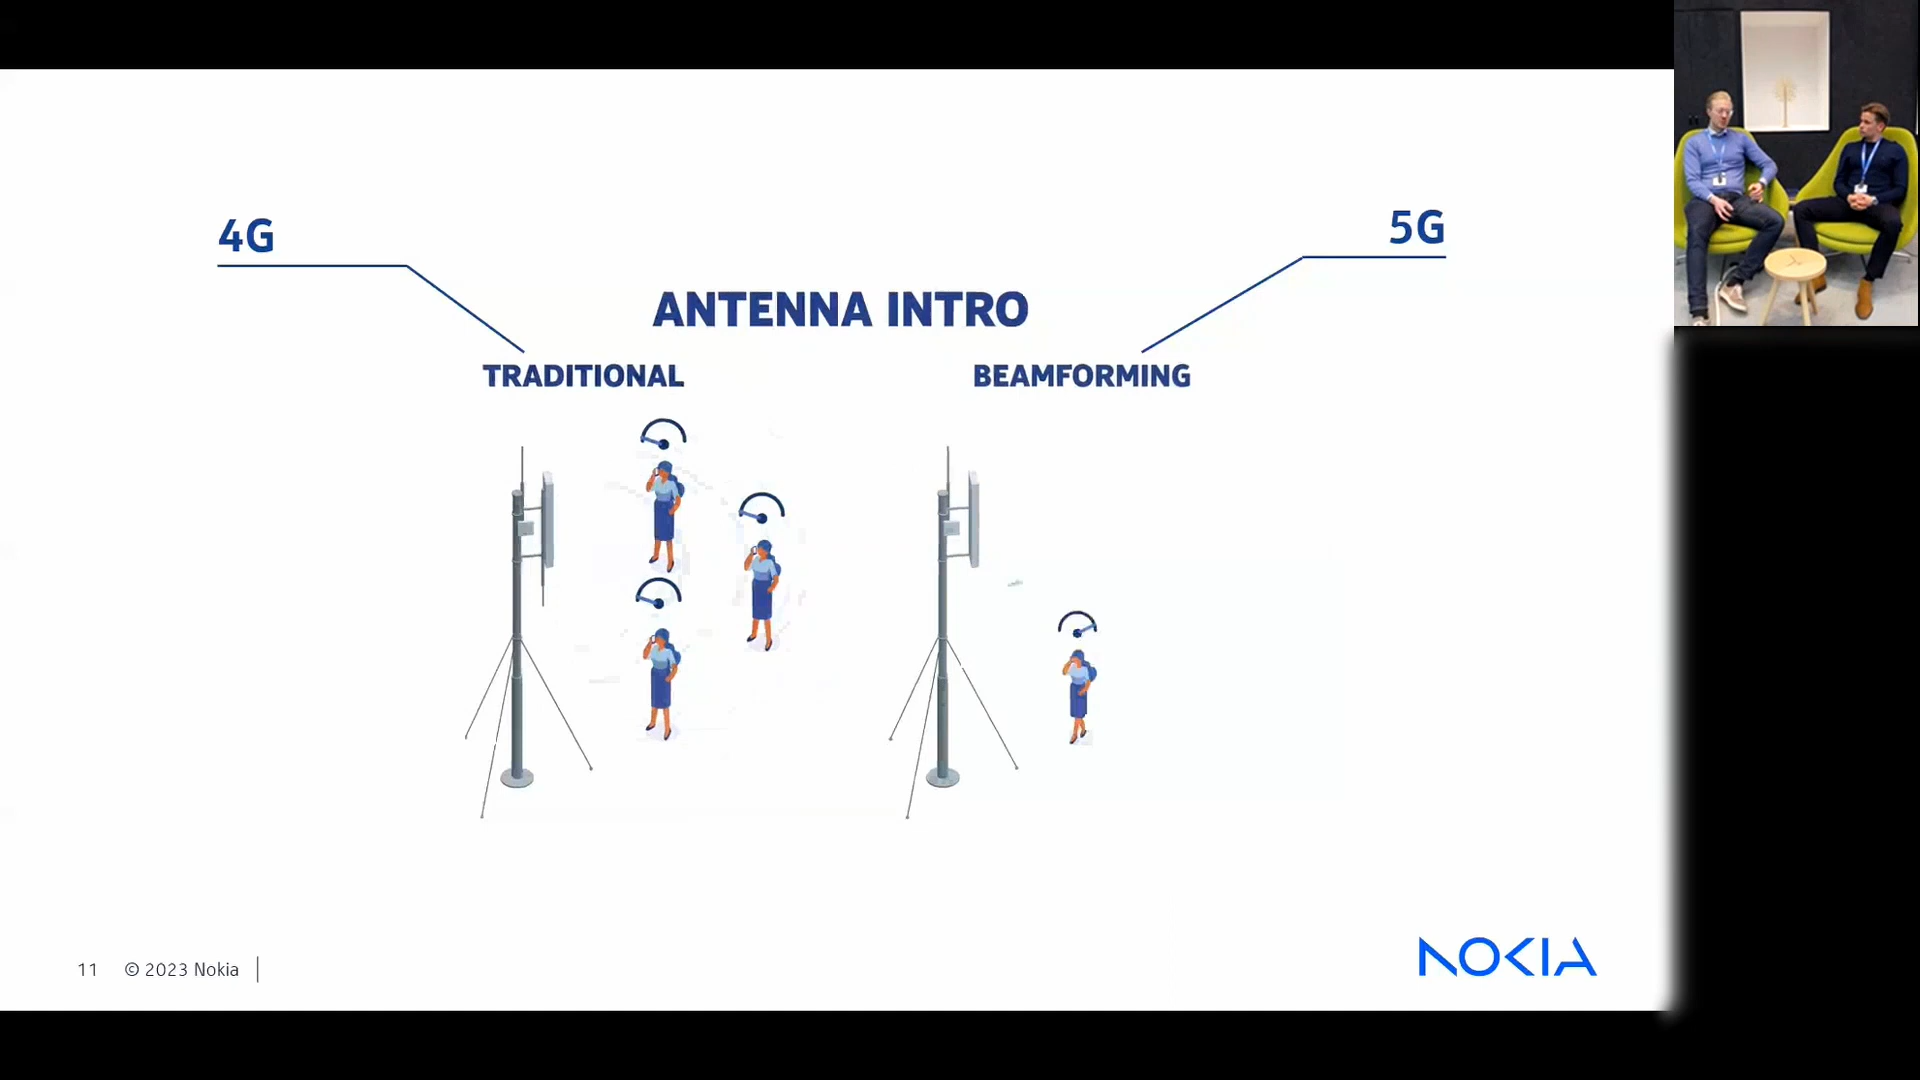 4G
5G
ANTENNA INTRO
TRADITIONAL
BEAMFORMING
11 © 2023 Nokia
NOKIA